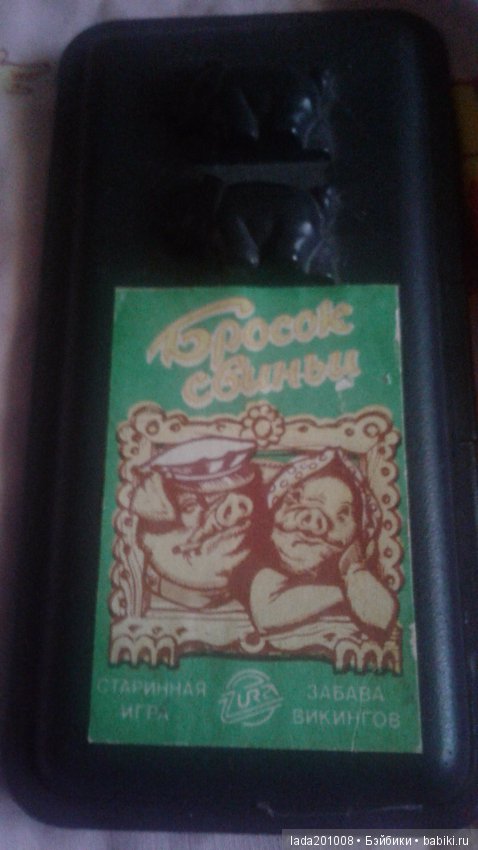 Бросок
свиньи
СТАРИННАЯ
ИГРА
ZURA
ЗАБАВА
ВИКИНГОВ
lada201008 • Бэйбики • babiki.ru